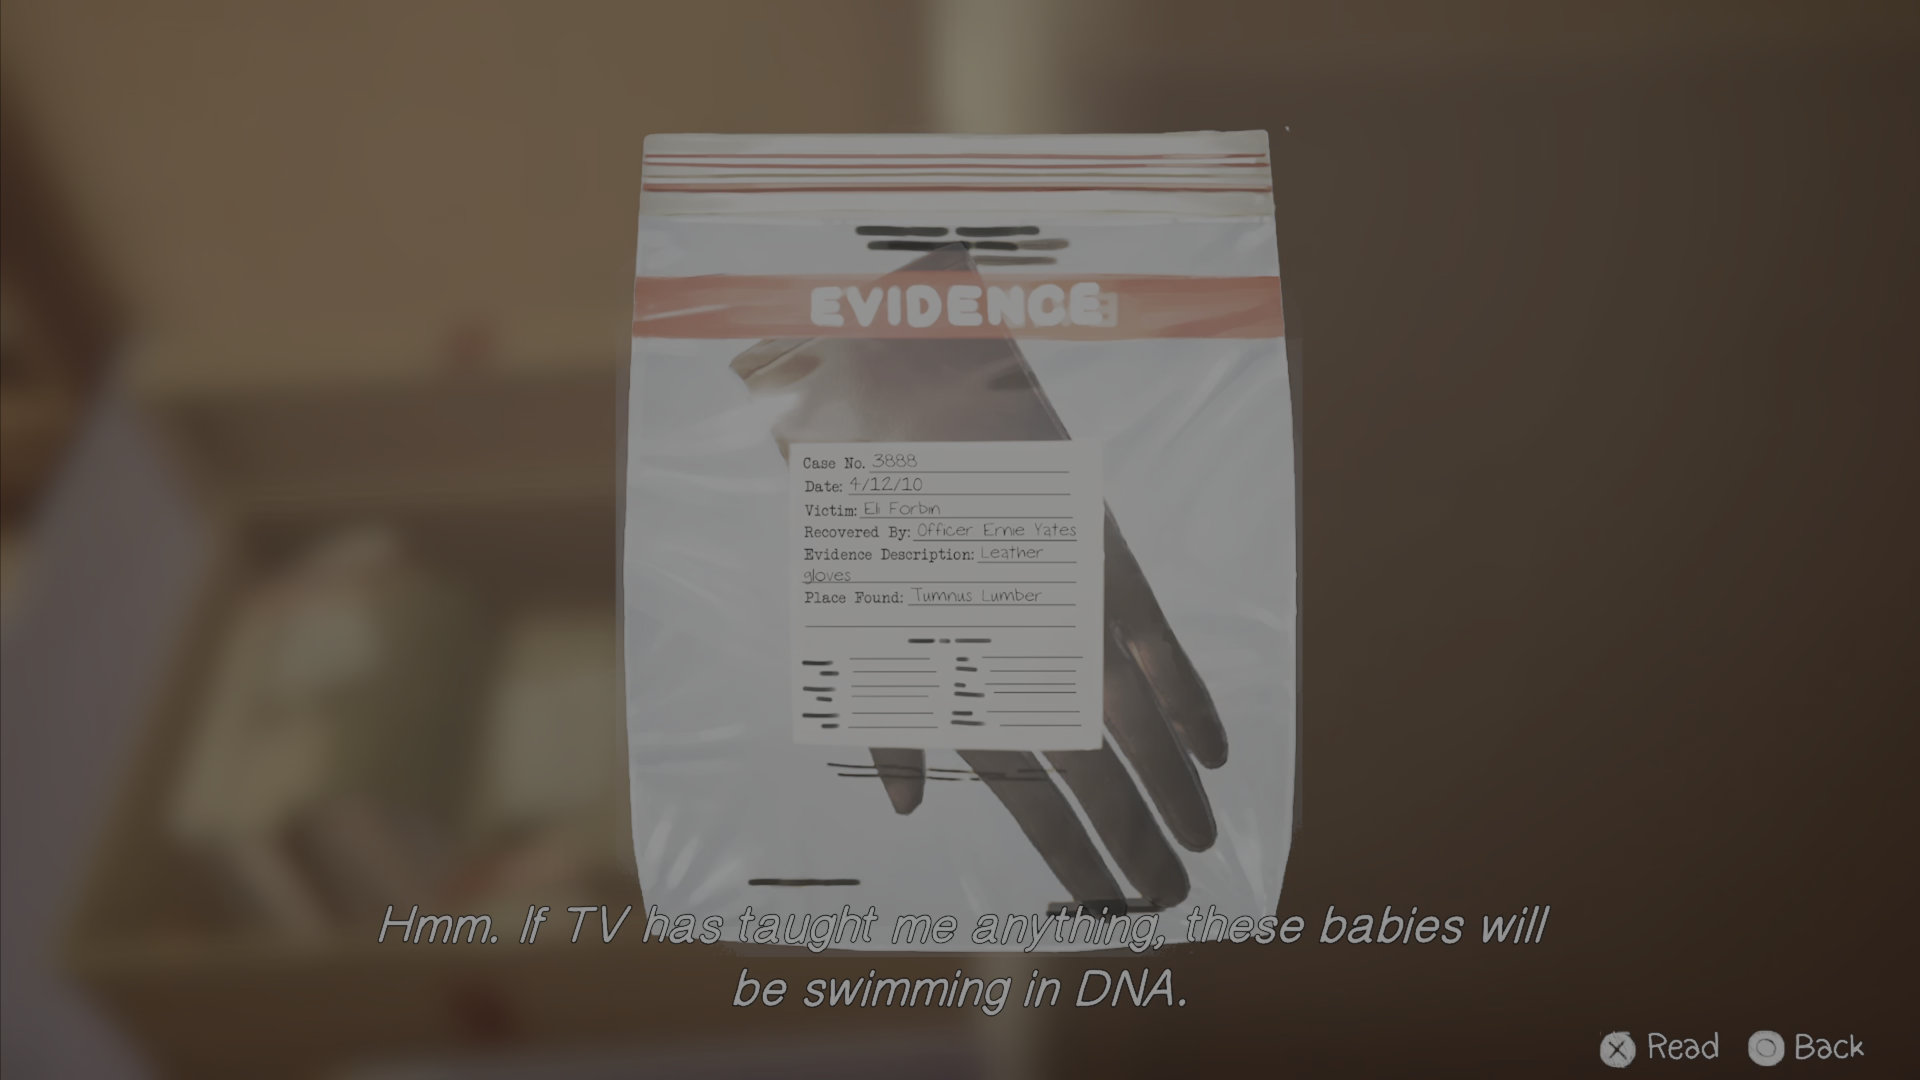 EVIDENCE
Case No. 3888
Date: 4/12/10
Victim: Eli Forbin
Recovered By: Officer Ernie Yates
Evidence Description: Leather
gloves
Place Found: Tumnus Lumber
Hmm. If TV has taught me anything, these babies will
be swimming in DNA.
Read Back